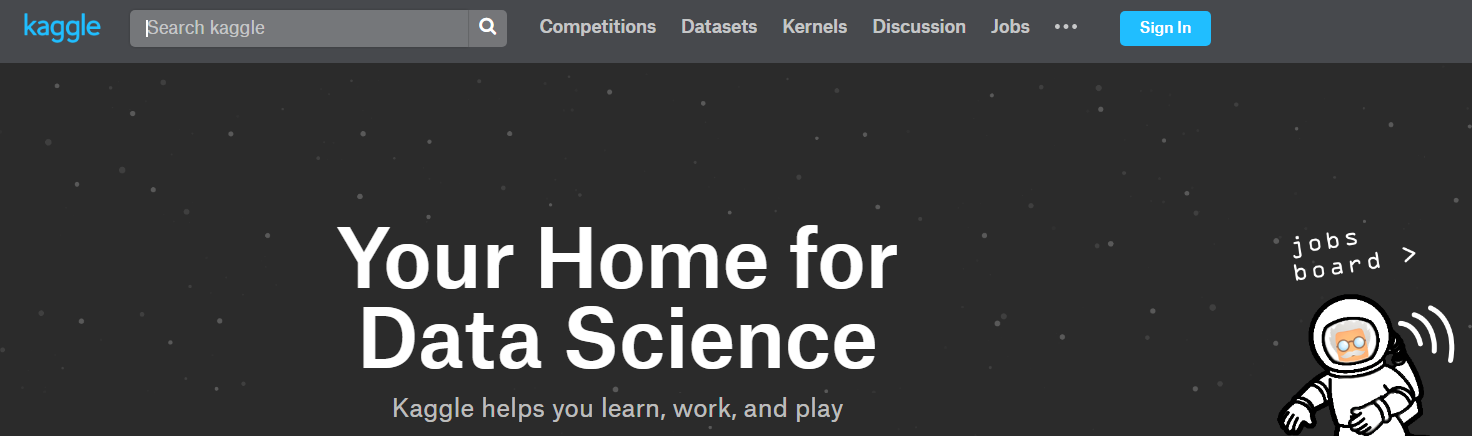 kaggle Search kaggle Competitions Datasets Kernels Discussion Jobs ••• Sign In
Your Home for
Data Science
Kaggle helps you learn, work, and play
jobs
board >